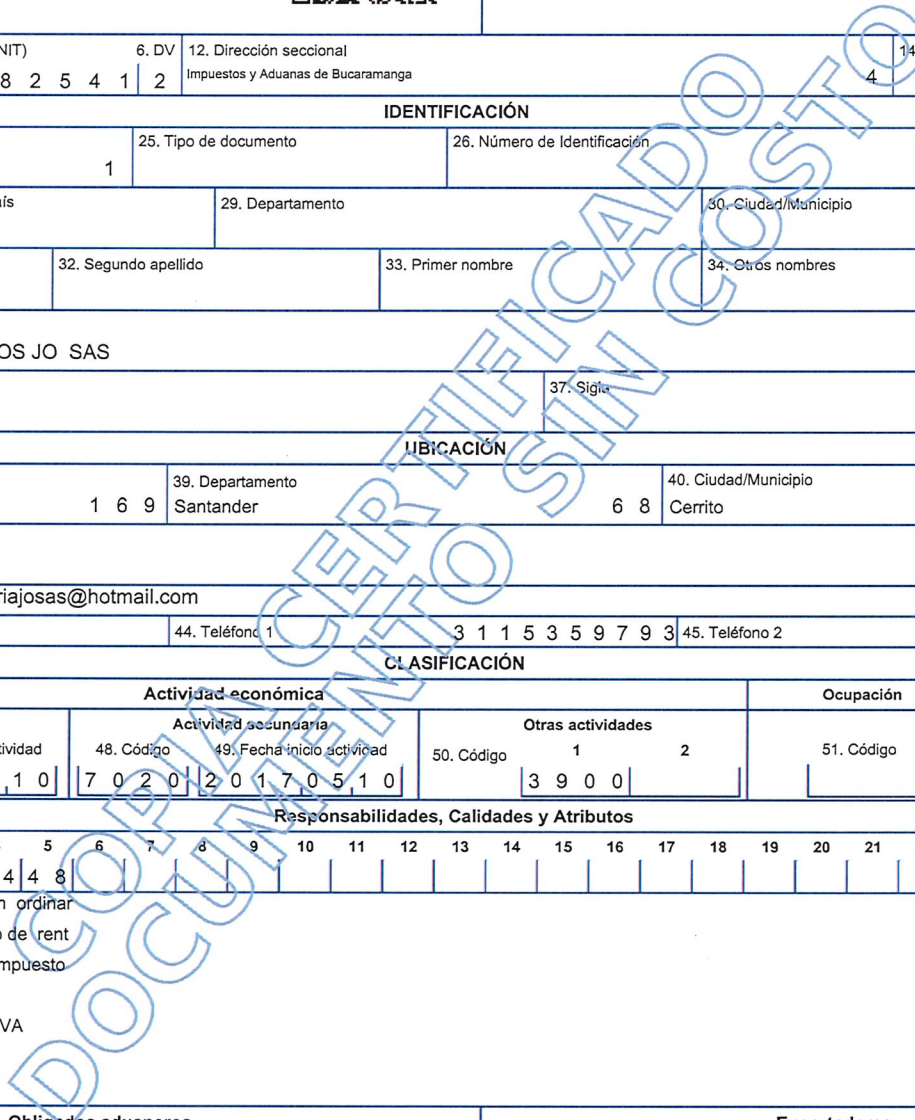 NIT) 6. DV 12. Dirección seccional 14
8 2 5 4 1 2 Impuestos y Aduanas de Bucaramanga 4
IDENTIFICACIÓN
25. Tipo de documento 26. Número de Identificación
1
ís 29. Departamento 30. Ciudad/Municipio
32. Segundo apellido 33. Primer nombre 34. Otros nombres
OS JO SAS
37. Sigla
UBICACIÓN
39. Departamento 40. Ciudad/Municipio
1 6 9 Santander 6 8 Cerrito
riajosas@hotmail.com
44. Teléfono 1 3 1 1 5 3 5 9 7 9 3 45. Teléfono 2
CLASIFICACIÓN
Actividad económica Ocupación
Actividad secundaria Otras actividades
tividad 48. Código 49. Fecha inicio actividad 50. Código 1 2 51. Código
1 0 7 0 2 0 2 0 1 7 0 5 1 0 3 9 0 0
Responsabilidades, Calidades y Atributos
5 6 7 8 9 10 11 12 13 14 15 16 17 18 19 20 21
4 4 8
n ordinar
o de rent
mpuesto
VA
COPIA CERTIFICADO
DOCUMENTO SIN COSTO